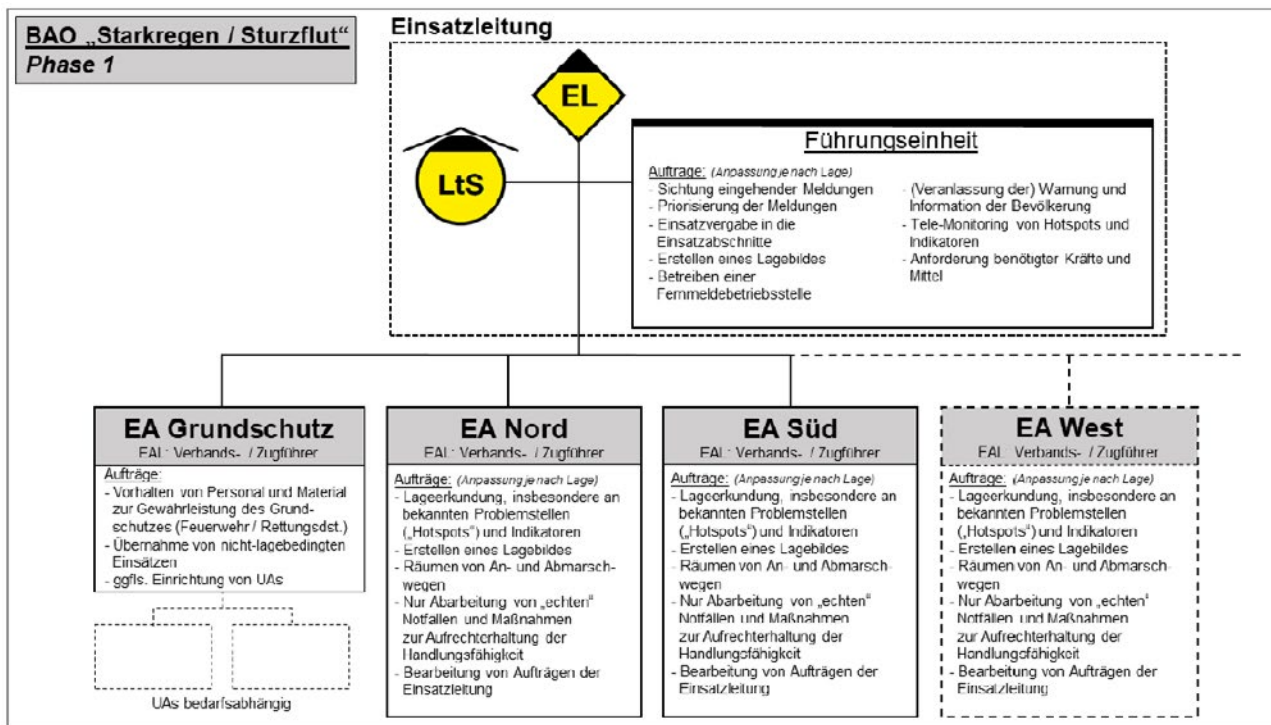 BAO „Starkregen / Sturzflut“
Phase 1
Einsatzleitung
EL
LtS
Führungseinheit
Aufträge: (Anpassung je nach Lage)
- Sichtung eingehender Meldungen
- Priorisierung der Meldungen
- Einsatzvergabe in die
Einsatzabschnitte
- Erstellen eines Lagebildes
- Betreiben einer
Fernmeldebetriebsstelle
- (Veranlassung der) Warnung und
Information der Bevölkerung
- Tele-Monitoring von Hotspots und
Indikatoren
- Anforderung benötigter Kräfte und
Mittel
EA Grundschutz
EAL: Verbands- / Zugführer
Aufträge:
- Vorhalten von Personal und Material
zur Gewährleistung des Grund-
schutzes (Feuerwehr / Rettungsdst.)
- Übernahme von nicht-lagebedingten
Einsätzen
- ggfls. Einrichtung von UAs
UAs bedarfsabhängig
EA Nord
EAL: Verbands- / Zugführer
Aufträge: (Anpassung je nach Lage)
- Lageerkundung, insbesondere an
bekannten Problemstellen
(„Hotspots“) und Indikatoren
- Erstellen eines Lagebildes
- Räumen von An- und Abmarsch-
wegen
- Nur Abarbeitung von „echten“
Notfällen und Maßnahmen
zur Aufrechterhaltung der
Handlungsfähigkeit
- Bearbeitung von Aufträgen der
Einsatzleitung
EA Süd
EAL: Verbands- / Zugführer
Aufträge: (Anpassung je nach Lage)
- Lageerkundung, insbesondere an
bekannten Problemstellen
(„Hotspots“) und Indikatoren
- Erstellen eines Lagebildes
- Räumen von An- und Abmarsch-
wegen
- Nur Abarbeitung von „echten“
Notfällen und Maßnahmen
zur Aufrechterhaltung der
Handlungsfähigkeit
- Bearbeitung von Aufträgen der
Einsatzleitung
EA West
EAL: Verbands- / Zugführer
Aufträge: (Anpassung je nach Lage)
- Lageerkundung, insbesondere an
bekannten Problemstellen
(„Hotspots“) und Indikatoren
- Erstellen eines Lagebildes
- Räumen von An- und Abmarsch-
wegen
- Nur Abarbeitung von „echten“
Notfällen und Maßnahmen
zur Aufrechterhaltung der
Handlungsfähigkeit
- Bearbeitung von Aufträgen der
Einsatzleitung